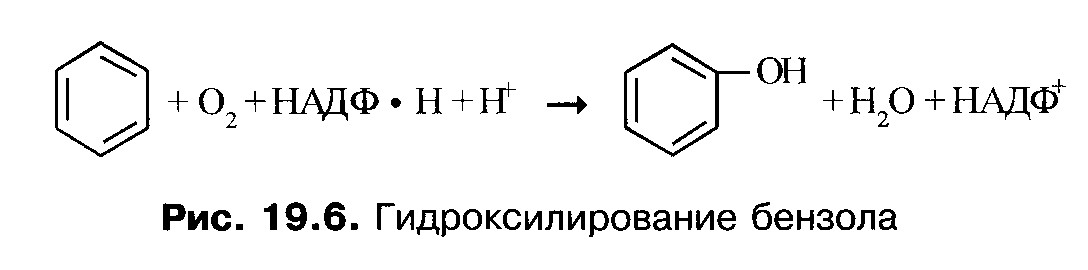 + O₂ + НАДФ • Н + Н⁺ → OH + H₂O + НАДФ⁺
Рис. 19.6. Гидроксилирование бензола